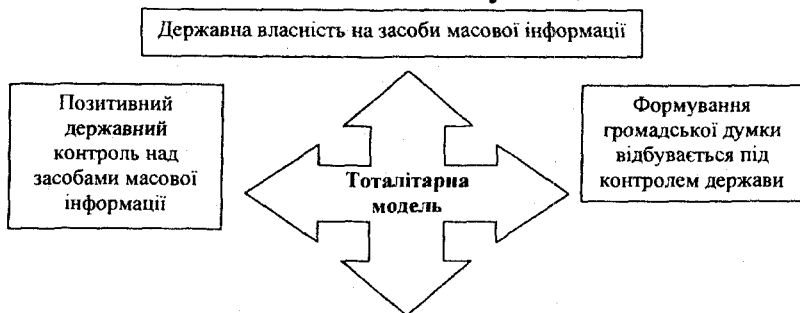 Державна власність на засоби масової інформації
Позитивний
державний
контроль над
засобами масової
інформації
Тоталітарна
модель
Формування
громадської думки
відбувається під
контролем держави